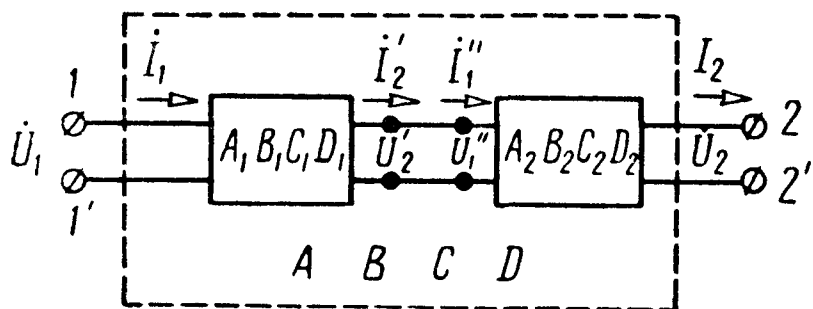 1 İ₁ İ₂′ İ₁″ I₂ 2
U̇₁ A₁B₁C₁D₁ U̇₂′ U̇₁″ A₂B₂C₂D₂ U̇₂
1′ 2′
A B C D